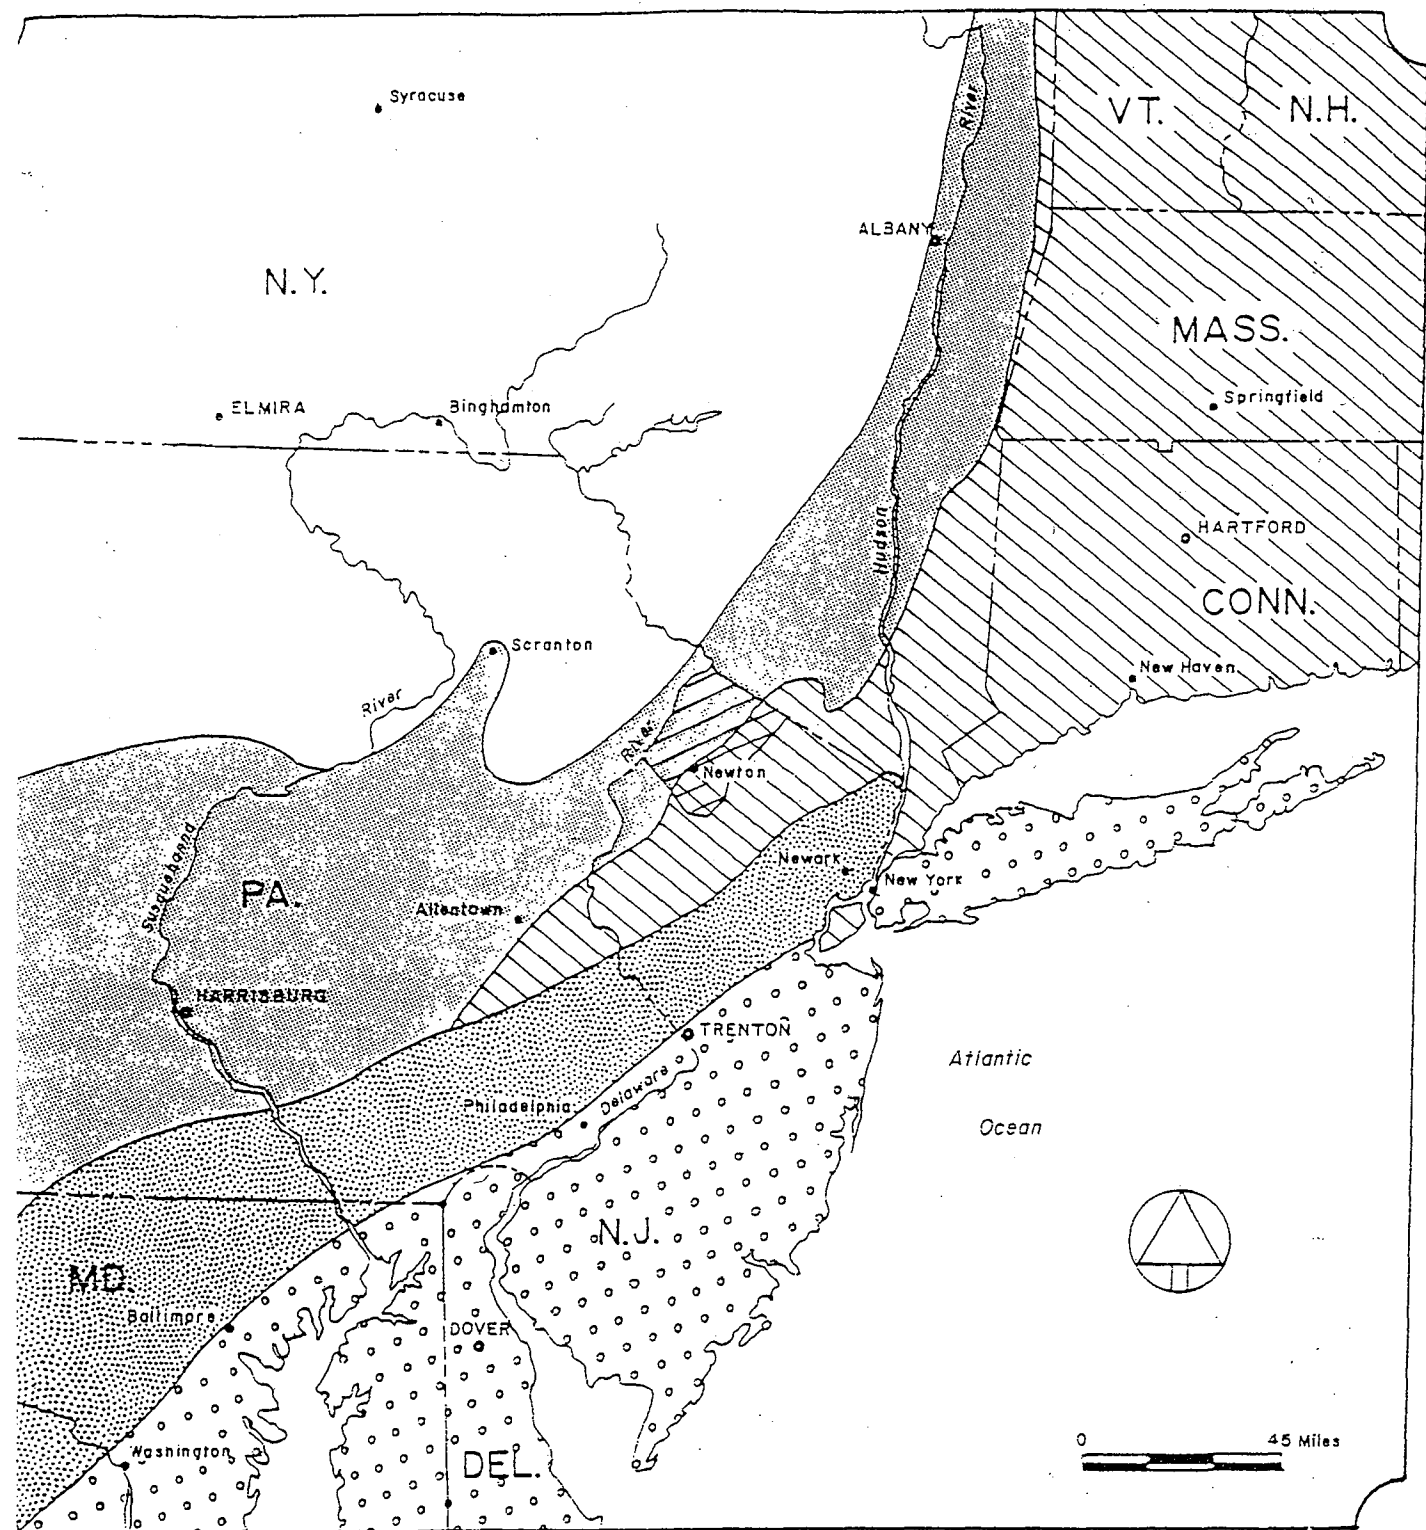 Syracuse
VT.
N.H.
River
ALBANY
N.Y.
MASS.
Springfield
ELMIRA
Binghamton
Hudson
HARTFORD
CONN.
Scranton
New Haven
River
River
Newton
Newark
New York
Susquehanna
PA.
Allentown
HARRISBURG
TRENTON
Atlantic
Ocean
Philadelphia
Delaware
N.J.
MD.
Baltimore
DOVER
Washington
DEL.
0 45 Miles